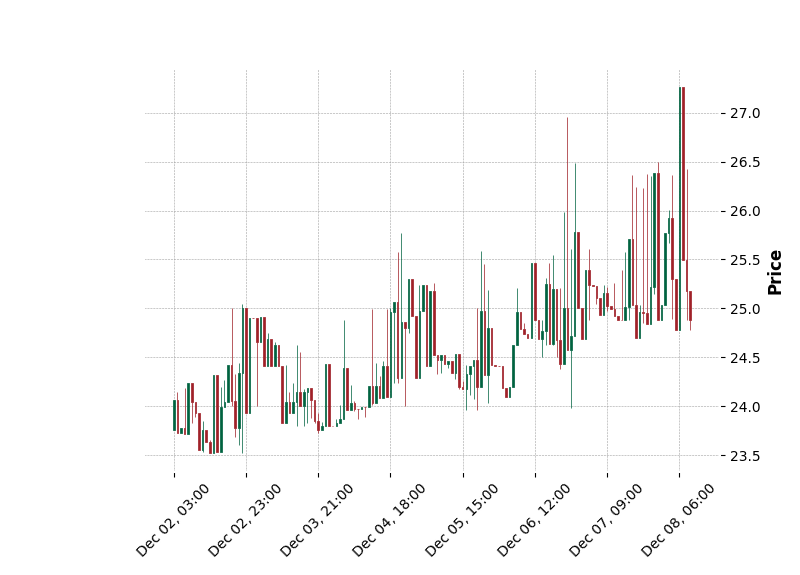 27.0
26.5
26.0
25.5
25.0
24.5
24.0
23.5
Price
Dec 02, 03:00
Dec 02, 23:00
Dec 03, 21:00
Dec 04, 18:00
Dec 05, 15:00
Dec 06, 12:00
Dec 07, 09:00
Dec 08, 06:00